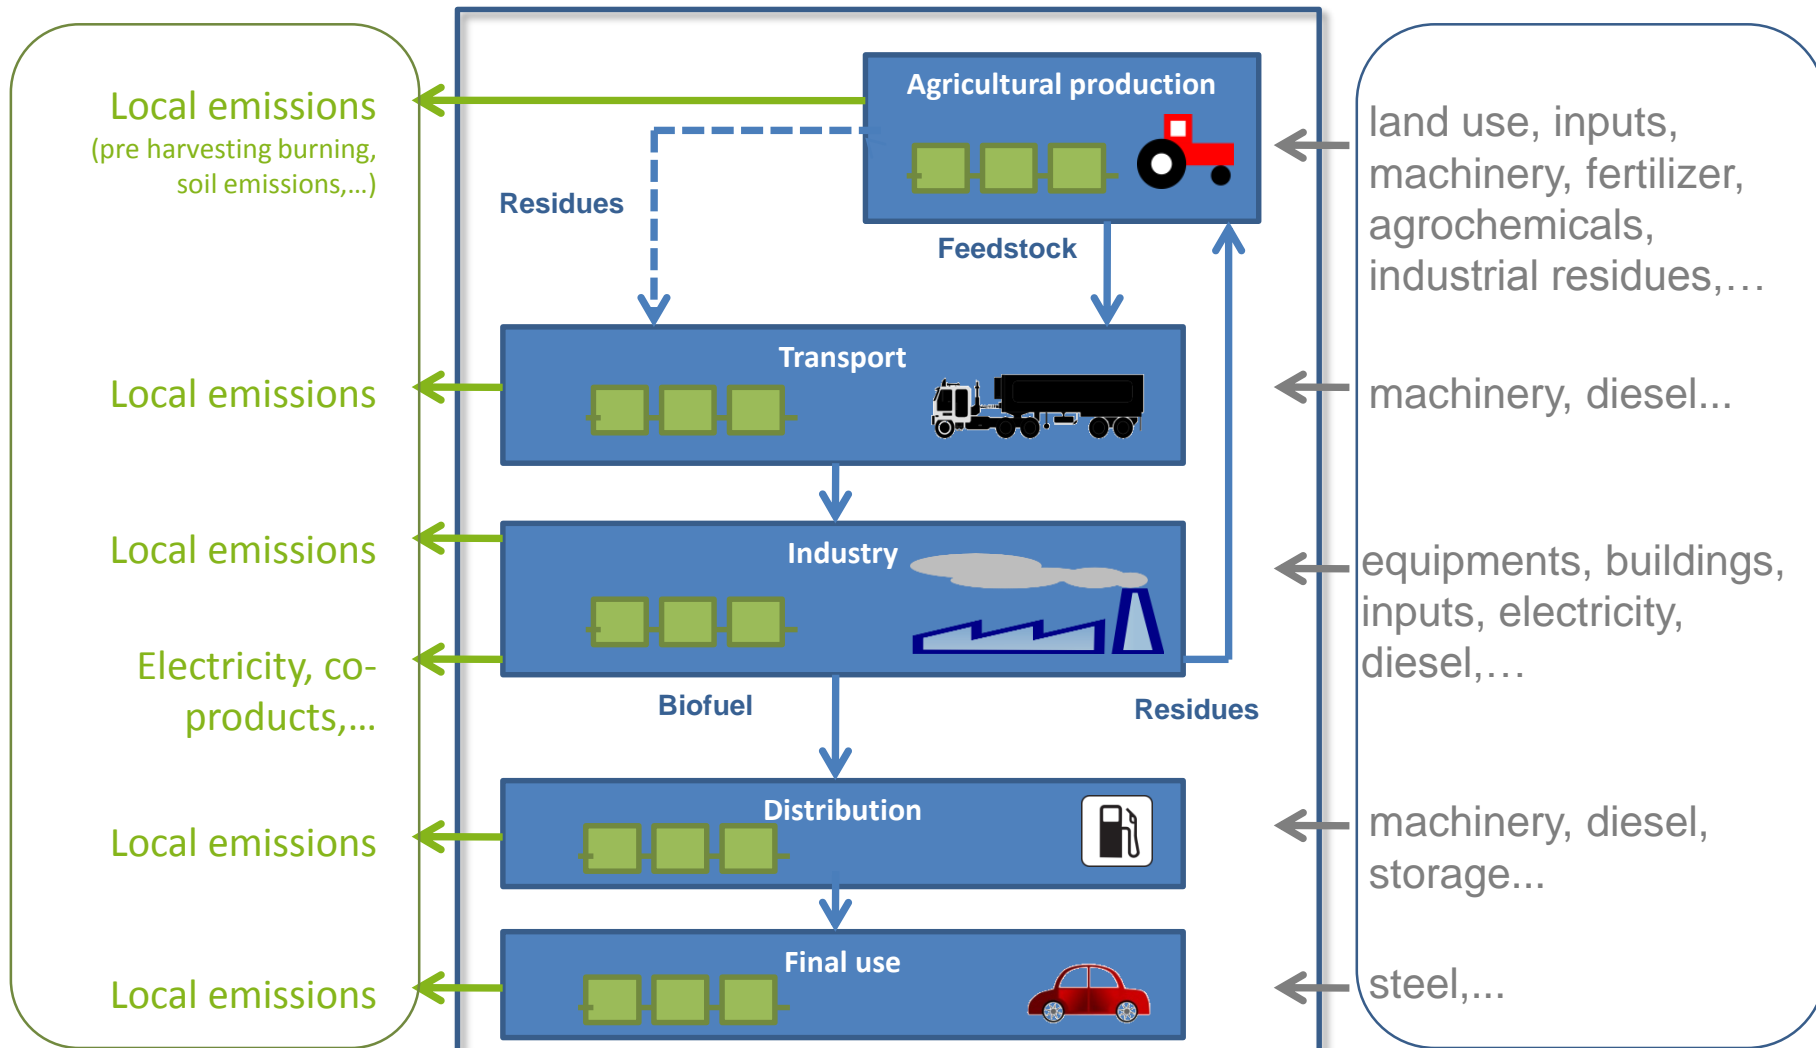 Local emissions
(pre harvesting burning,
soil emissions,...)
Local emissions
Local emissions
Electricity, co-
products,...
Local emissions
Local emissions
Agricultural production
Residues
Feedstock
Transport
Industry
Biofuel
Residues
Distribution
Final use
land use, inputs,
machinery, fertilizer,
agrochemicals,
industrial residues,…
machinery, diesel...
equipments, buildings,
inputs, electricity,
diesel,…
machinery, diesel,
storage...
steel,...